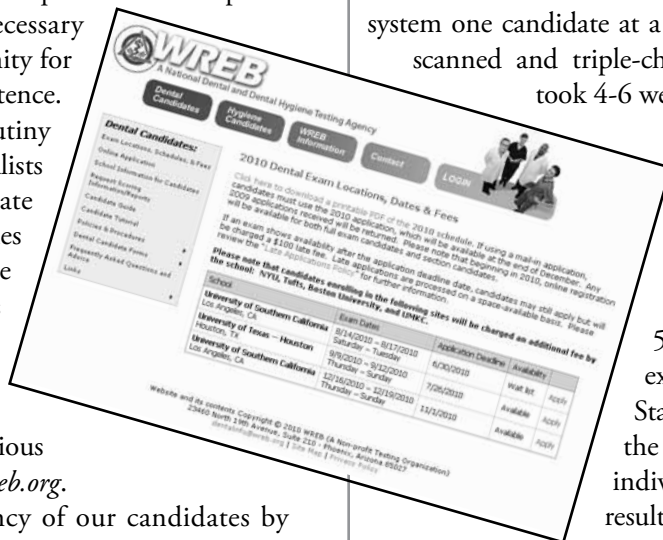 ecessary
ity for
tence.
utiny
lists
ate
es
e
ious
eb.org.
ncy of our candidates by
system one candidate at a
scanned and triple-ch
took 4-6 we
5
ex
Sta
the
indiv
result
WREB
A National Dental and Dental Hygiene Testing Agency
Dental Candidates
Hygiene Candidates
WREB Information
Contact
LOGIN
Dental Candidates:
Exam Locations, Schedules, & Fees
Online Application
School Information for Candidates
Request Scoring Information/Reports
Candidate Guide
Candidate Tutorial
Policies & Procedures
Dental Candidate Forms
Frequently Asked Questions and Advice
Links
2010 Dental Exam Locations, Dates & Fees
Click here to download a printable PDF of the 2010 schedule. If using a mail-in application,
candidates must use the 2010 application, which will be available at the end of December. Any
2009 applications received will be returned. Please note that beginning in 2010, online registration
will be available for both full exam candidates and section candidates.
If an exam shows availability after the application deadline date, candidates may still apply but will
be charged a $100 late fee. Late applications are processed on a space-available basis. Please
review the "Late Applications Policy" for further information.
Please note that candidates enrolling in the following sites will be charged an additional fee by
the school: NYU, Tufts, Boston University, and UMKC.
School Exam Dates Application Deadline Availability
University of Southern California 8/14/2010 – 8/17/2010 6/30/2010 Wait list Apply
Los Angeles, CA Saturday – Tuesday
University of Texas – Houston 9/9/2010 – 9/12/2010 7/26/2010 Available Apply
Houston, TX Thursday – Sunday
University of Southern California 12/16/2010 – 12/19/2010 11/1/2010 Available Apply
Los Angeles, CA Thursday – Sunday
Website and its contents Copyright © 2010 WREB (A Non-profit Testing Organization)
23460 North 19th Avenue, Suite 210 - Phoenix, Arizona 85027
dentalinfo@wreb.org | Site Map | Privacy Policy